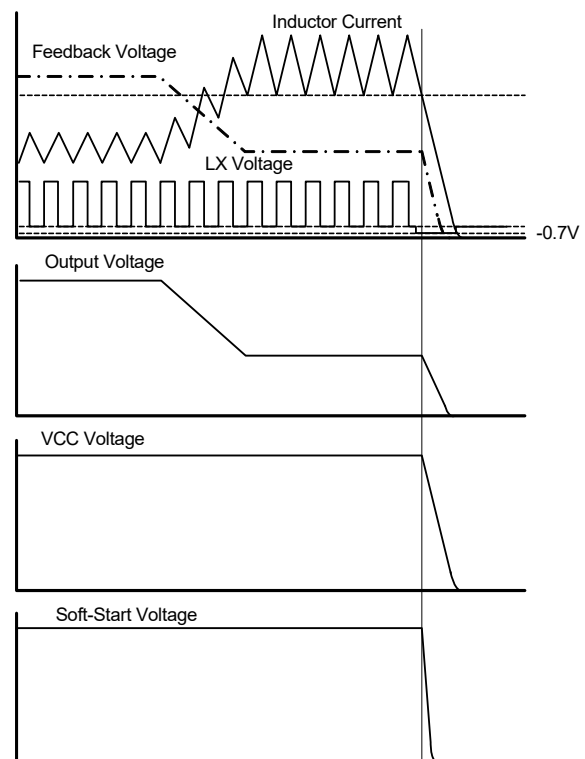 Inductor Current
Feedback Voltage
LX Voltage
-0.7V
Output Voltage
VCC Voltage
Soft-Start Voltage